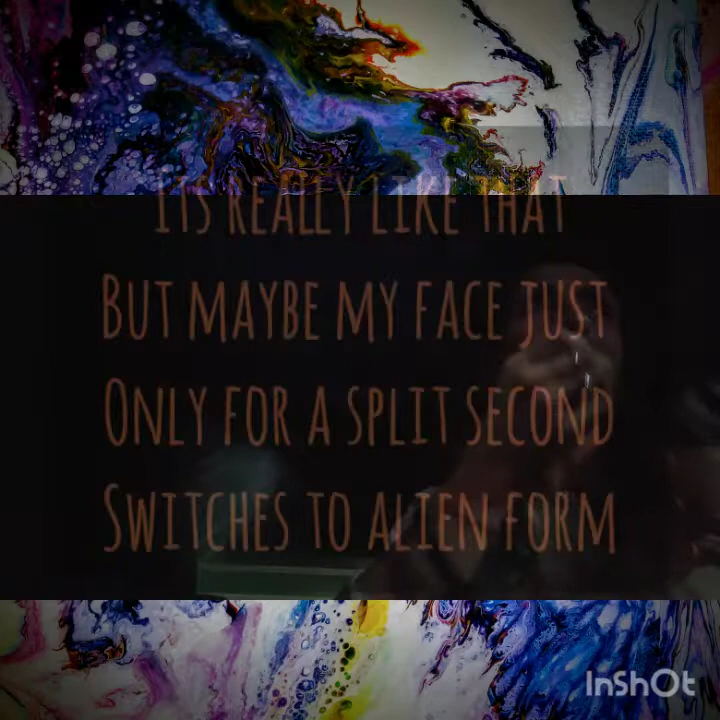 ITS REALLY LIKE THAT
BUT MAYBE MY FACE JUST
ONLY FOR A SPLIT SECOND
SWITCHES TO ALIEN FORM
InShOt